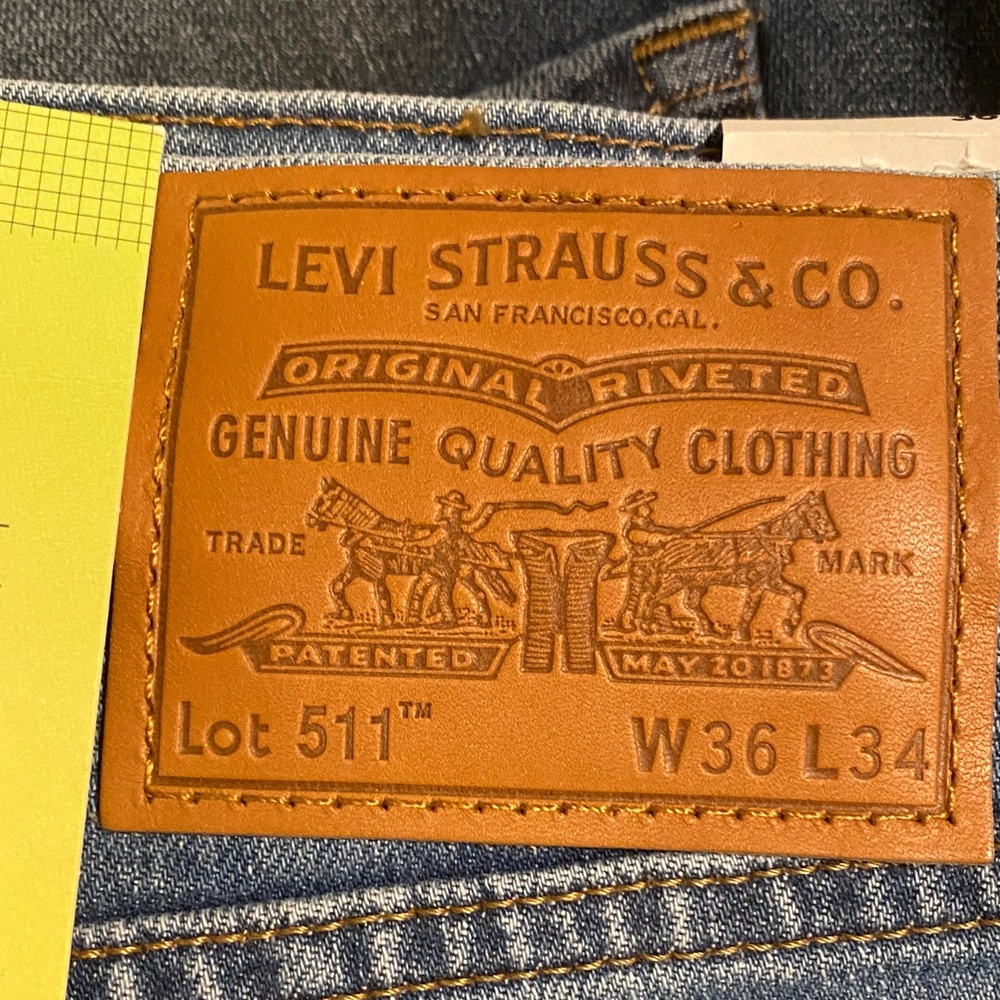 LEVI STRAUSS & CO.
SAN FRANCISCO, CAL.
ORIGINAL RIVETED
GENUINE QUALITY CLOTHING
TRADE MARK
PATENTED MAY 20 1873
Lot 511™ W36 L34